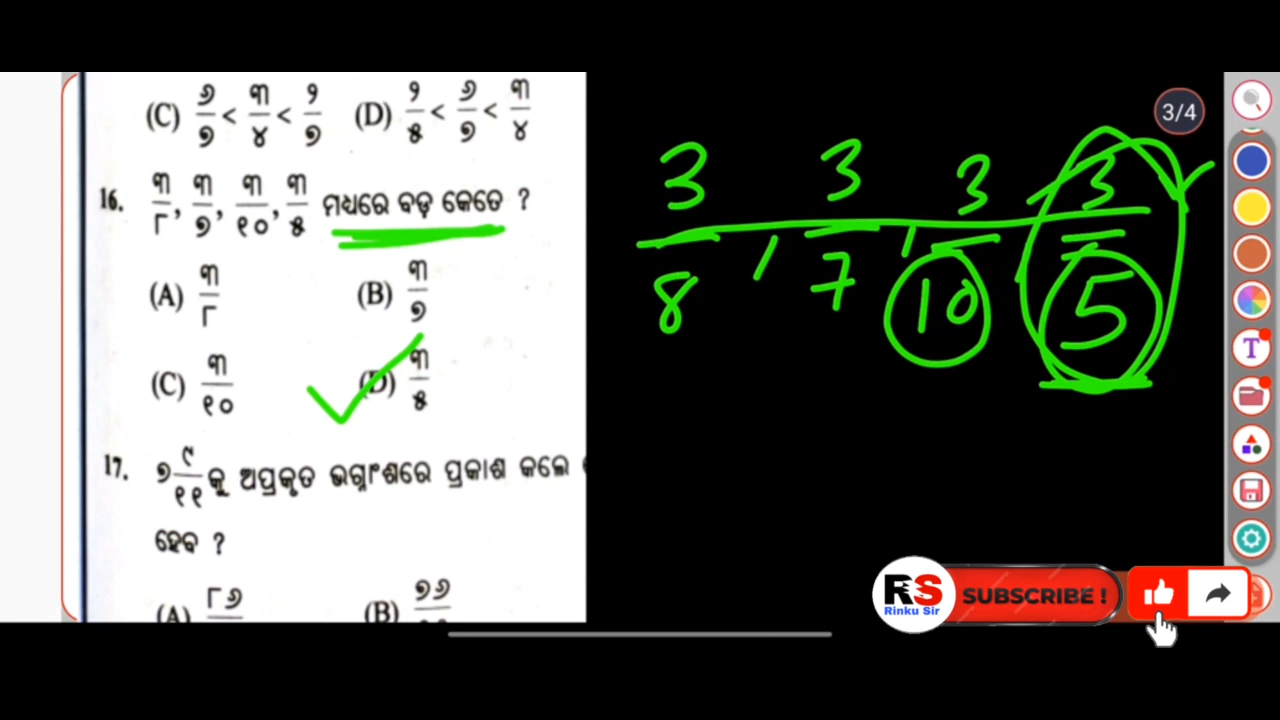 (C) ୬/୭ < ୩/୪ < ୨/୭ (D) ୨/୫ < ୬/୭ < ୩/୪
16. ୩/୮, ୩/୭, ୩/୧୦, ୩/୫ ମଧ୍ୟରେ ବଡ଼ କେତେ ?
(A) ୩/୮ (B) ୩/୭
(C) ୩/୧୦ (D) ୩/୫
17. ୭ ୯/୧୧ କୁ ଅପ୍ରକୃତ ଭଗ୍ନାଂଶରେ ପ୍ରକାଶ କଲେ
ହେବ ?
(A) ୮୬ (B) ୭୬
3/8 , 3/7 , 3/10 , 3/5
3/4
T
RS
Rinku Sir
SUBSCRIBE !